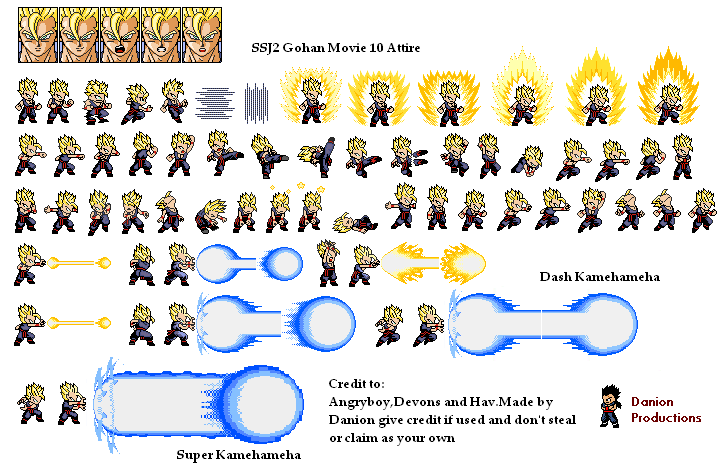 SSJ2 Gohan Movie 10 Attire
Dash Kamehameha
Credit to:
Angryboy,Devons and Hav.Made by
Danion give credit if used and don't steal
or claim as your own
Danion
Productions
Super Kamehameha